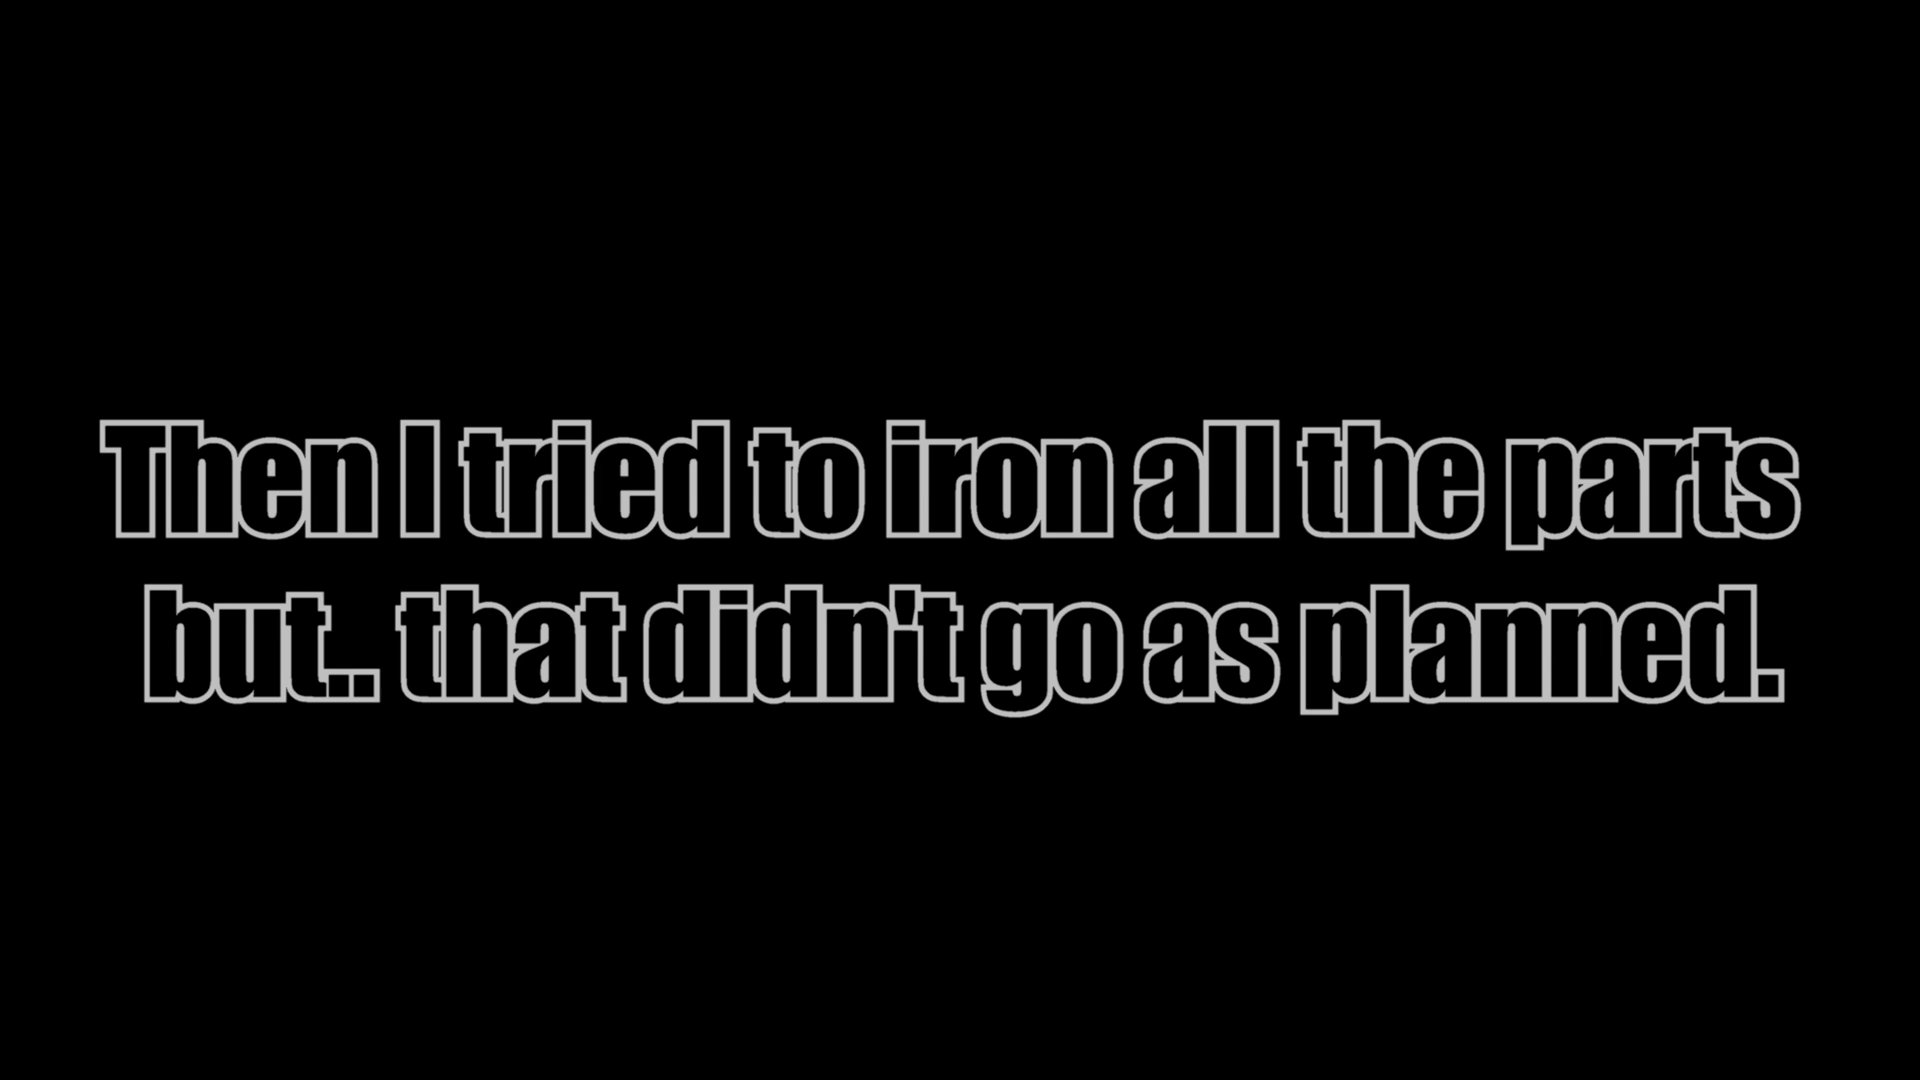 Then I tried to iron all the parts
but.. that didn't go as planned.